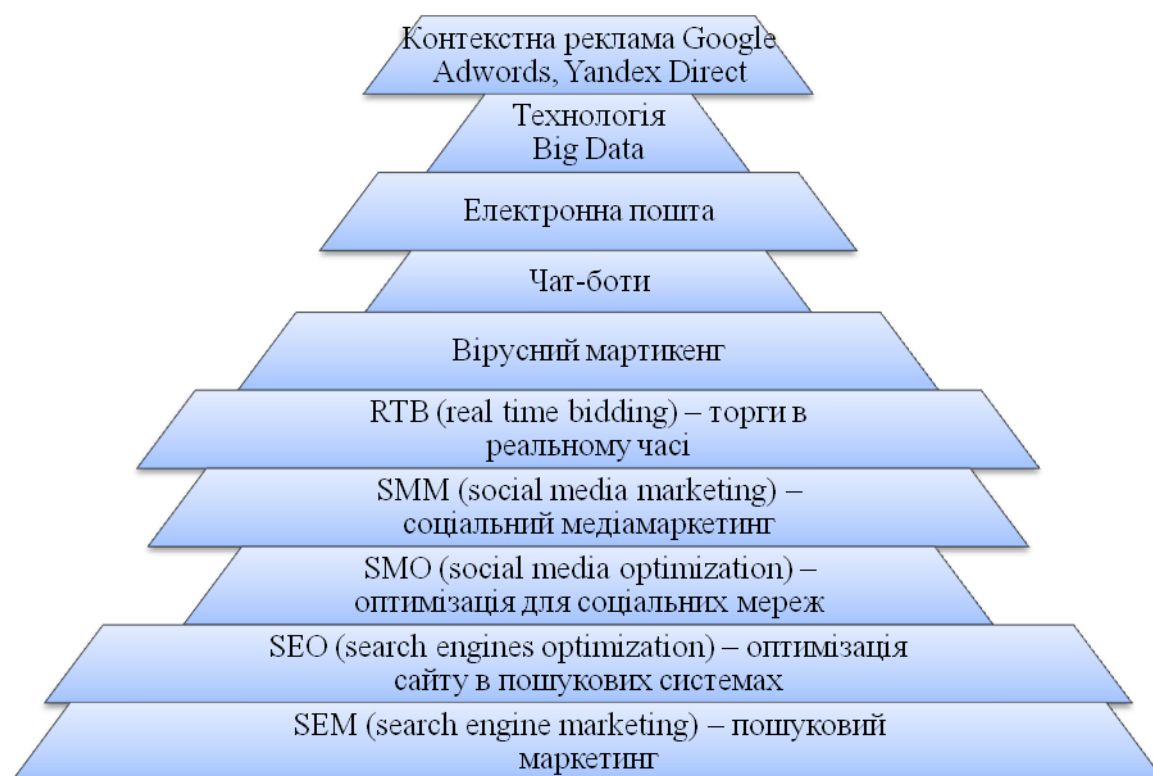 Контекстна реклама Google
Adwords, Yandex Direct
Технологія
Big Data
Електронна пошта
Чат-боти
Вірусний мартикенг
RTB (real time bidding) – торги в
реальному часі
SMM (social media marketing) –
соціальний медіамаркетинг
SMO (social media optimization) –
оптимізація для соціальних мереж
SEO (search engines optimization) – оптимізація
сайту в пошукових системах
SEM (search engine marketing) – пошуковий
маркетинг